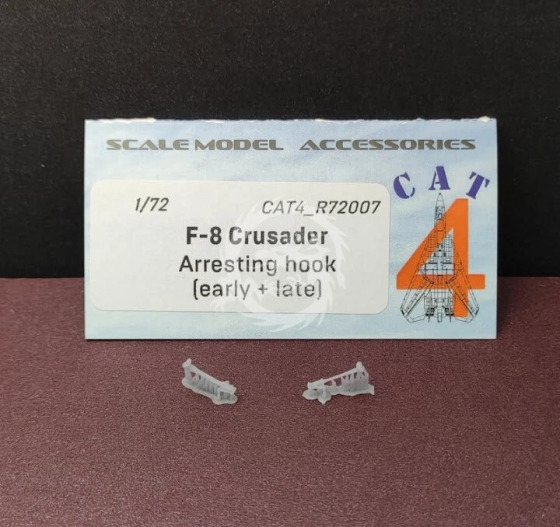 SCALE MODEL ACCESSORIES
CAT
4
1/72 CAT4_R72007
F-8 Crusader
Arresting hook
(early + late)